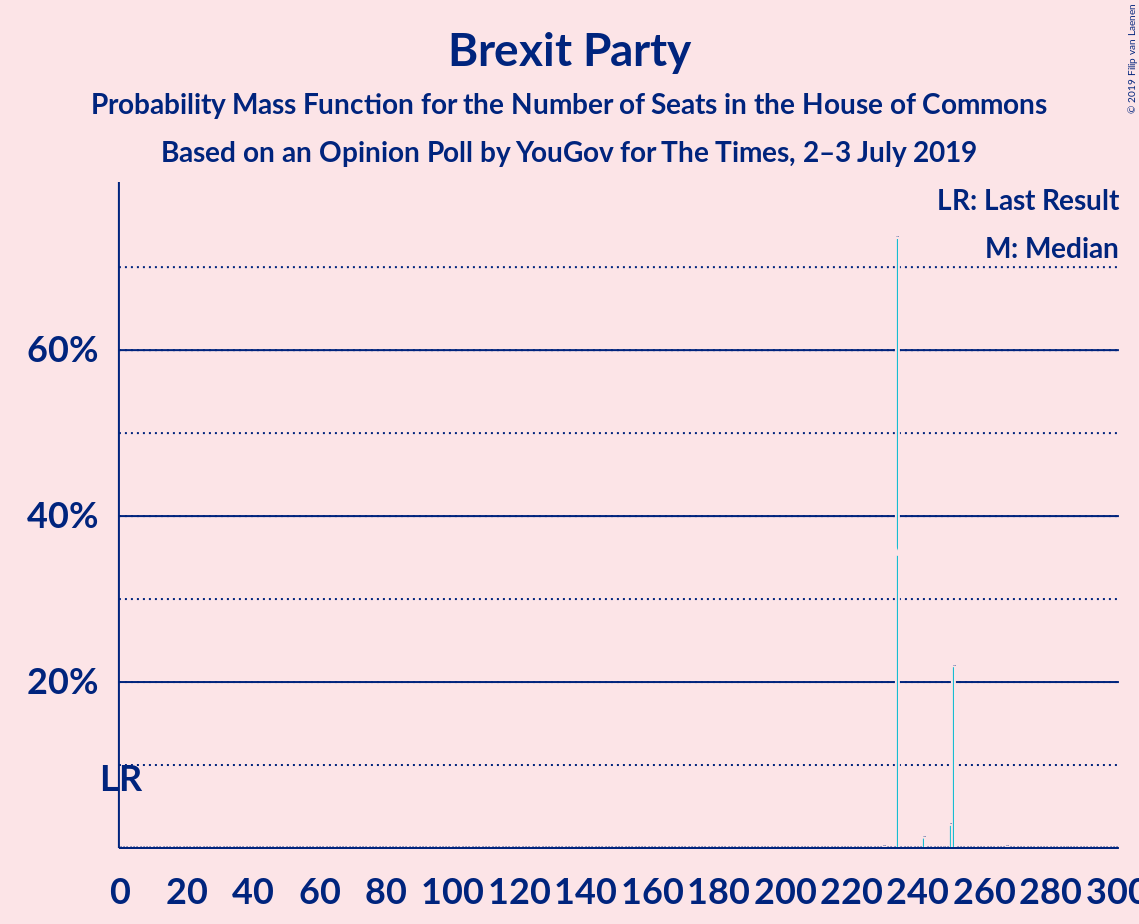 Brexit Party
Probability Mass Function for the Number of Seats in the House of Commons
Based on an Opinion Poll by YouGov for The Times, 2–3 July 2019
© 2019 Filip van Laenen
LR: Last Result
M: Median
60%
40%
20%
LR
0 20 40 60 80 100 120 140 160 180 200 220 240 260 280 300